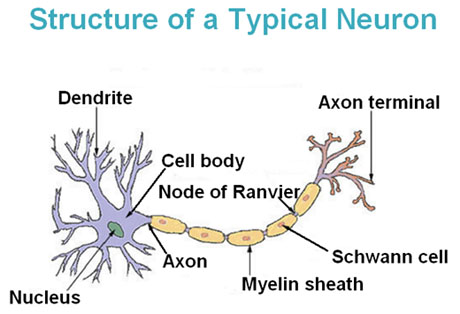 Structure of a Typical Neuron
Dendrite
Axon terminal
Cell body
Node of Ranvier
Axon
Schwann cell
Myelin sheath
Nucleus